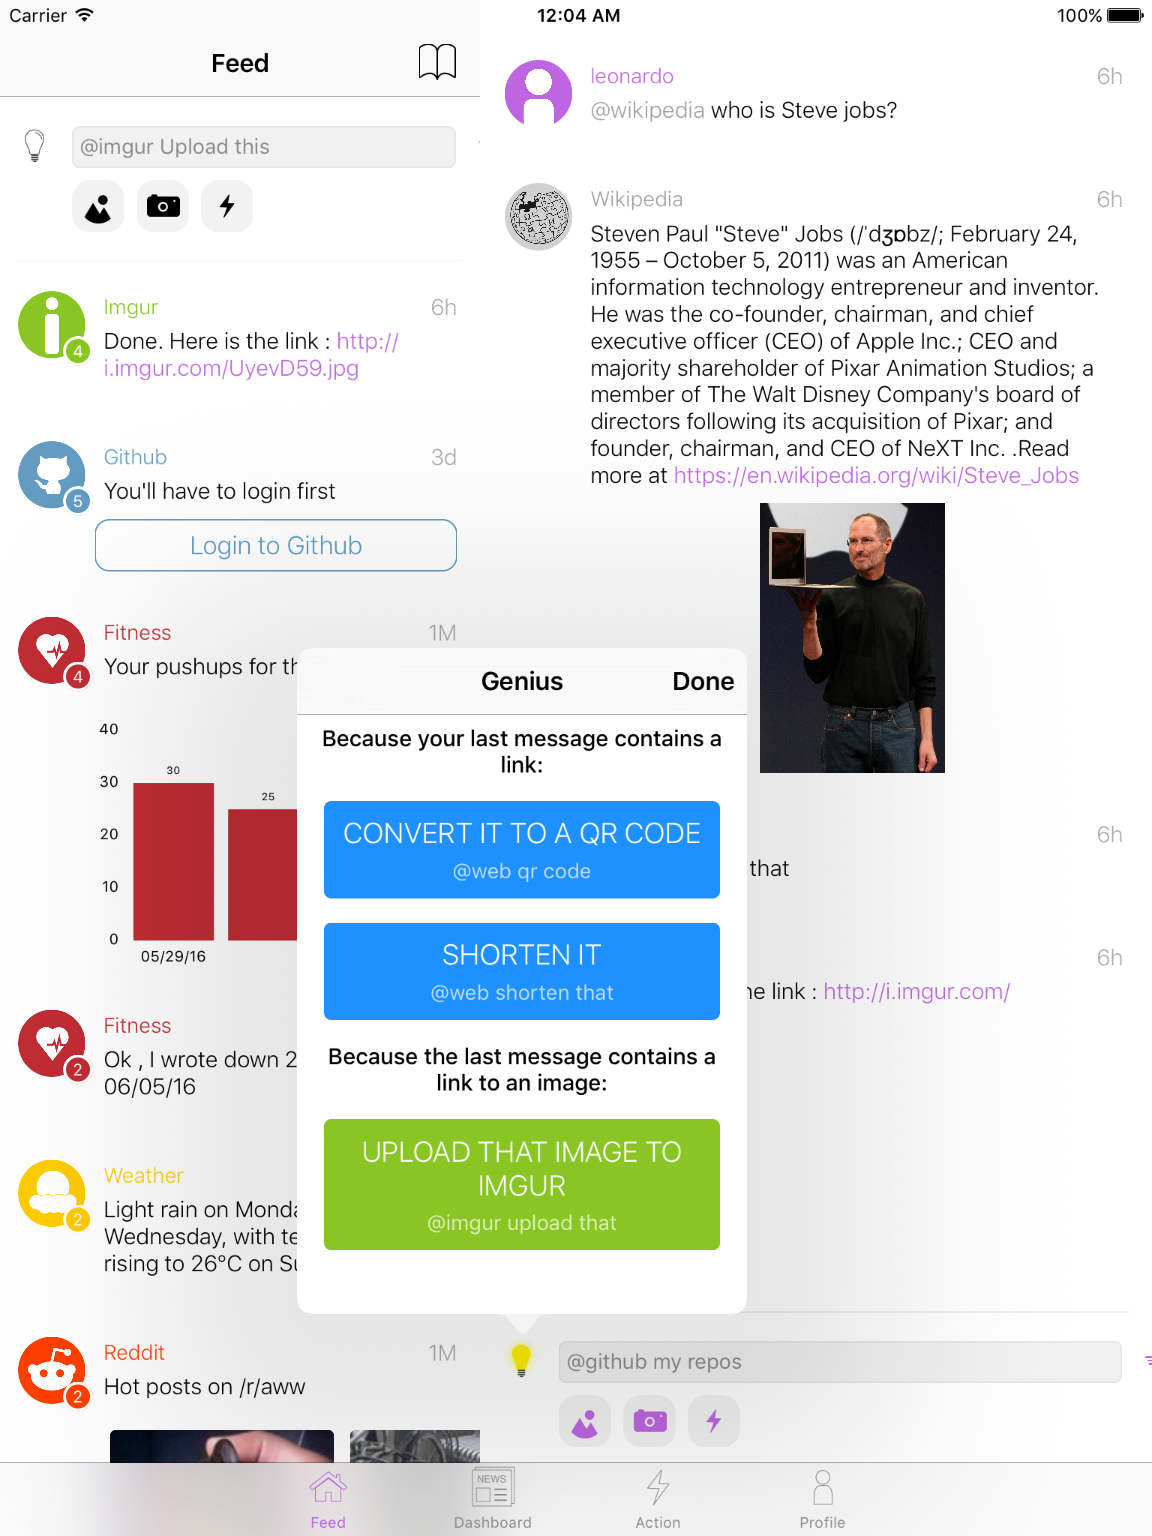 Carrier
12:04 AM
100%
Feed
@imgur Upload this
Imgur
6h
4
Done. Here is the link : http://
i.imgur.com/UyevD59.jpg
Github
3d
5
You'll have to login first
Login to Github
Fitness
1M
4
Your pushups for th
40
30
20
10
0
30
25
05/29/16
Fitness
2
Ok , I wrote down 2
06/05/16
Weather
2
Light rain on Monda
Wednesday, with te
rising to 26°C on Su
Reddit
1M
2
Hot posts on /r/aww
leonardo
6h
@wikipedia who is Steve jobs?
Wikipedia
6h
Steven Paul "Steve" Jobs (/ˈdʒɒbz/; February 24,
1955 – October 5, 2011) was an American
information technology entrepreneur and inventor.
He was the co-founder, chairman, and chief
executive officer (CEO) of Apple Inc.; CEO and
majority shareholder of Pixar Animation Studios; a
member of The Walt Disney Company's board of
directors following its acquisition of Pixar; and
founder, chairman, and CEO of NeXT Inc. .Read
more at https://en.wikipedia.org/wiki/Steve_Jobs
6h
that
6h
he link : http://i.imgur.com/
Genius
Done
Because your last message contains a
link:
CONVERT IT TO A QR CODE
@web qr code
SHORTEN IT
@web shorten that
Because the last message contains a
link to an image:
UPLOAD THAT IMAGE TO
IMGUR
@imgur upload that
@github my repos
NEWS
Feed
Dashboard
Action
Profile